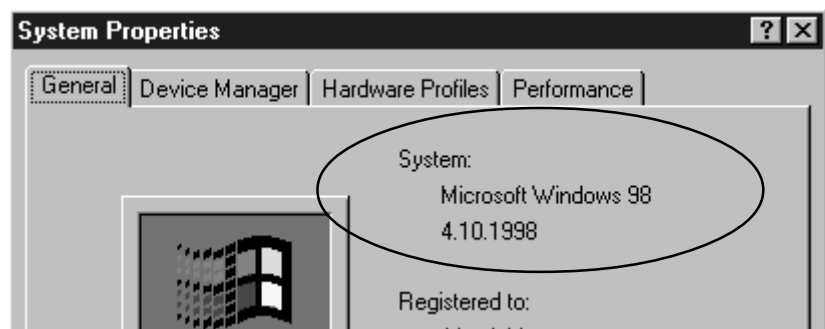 System Properties
? ×
General Device Manager Hardware Profiles Performance
System:
Microsoft Windows 98
4.10.1998
Registered to: